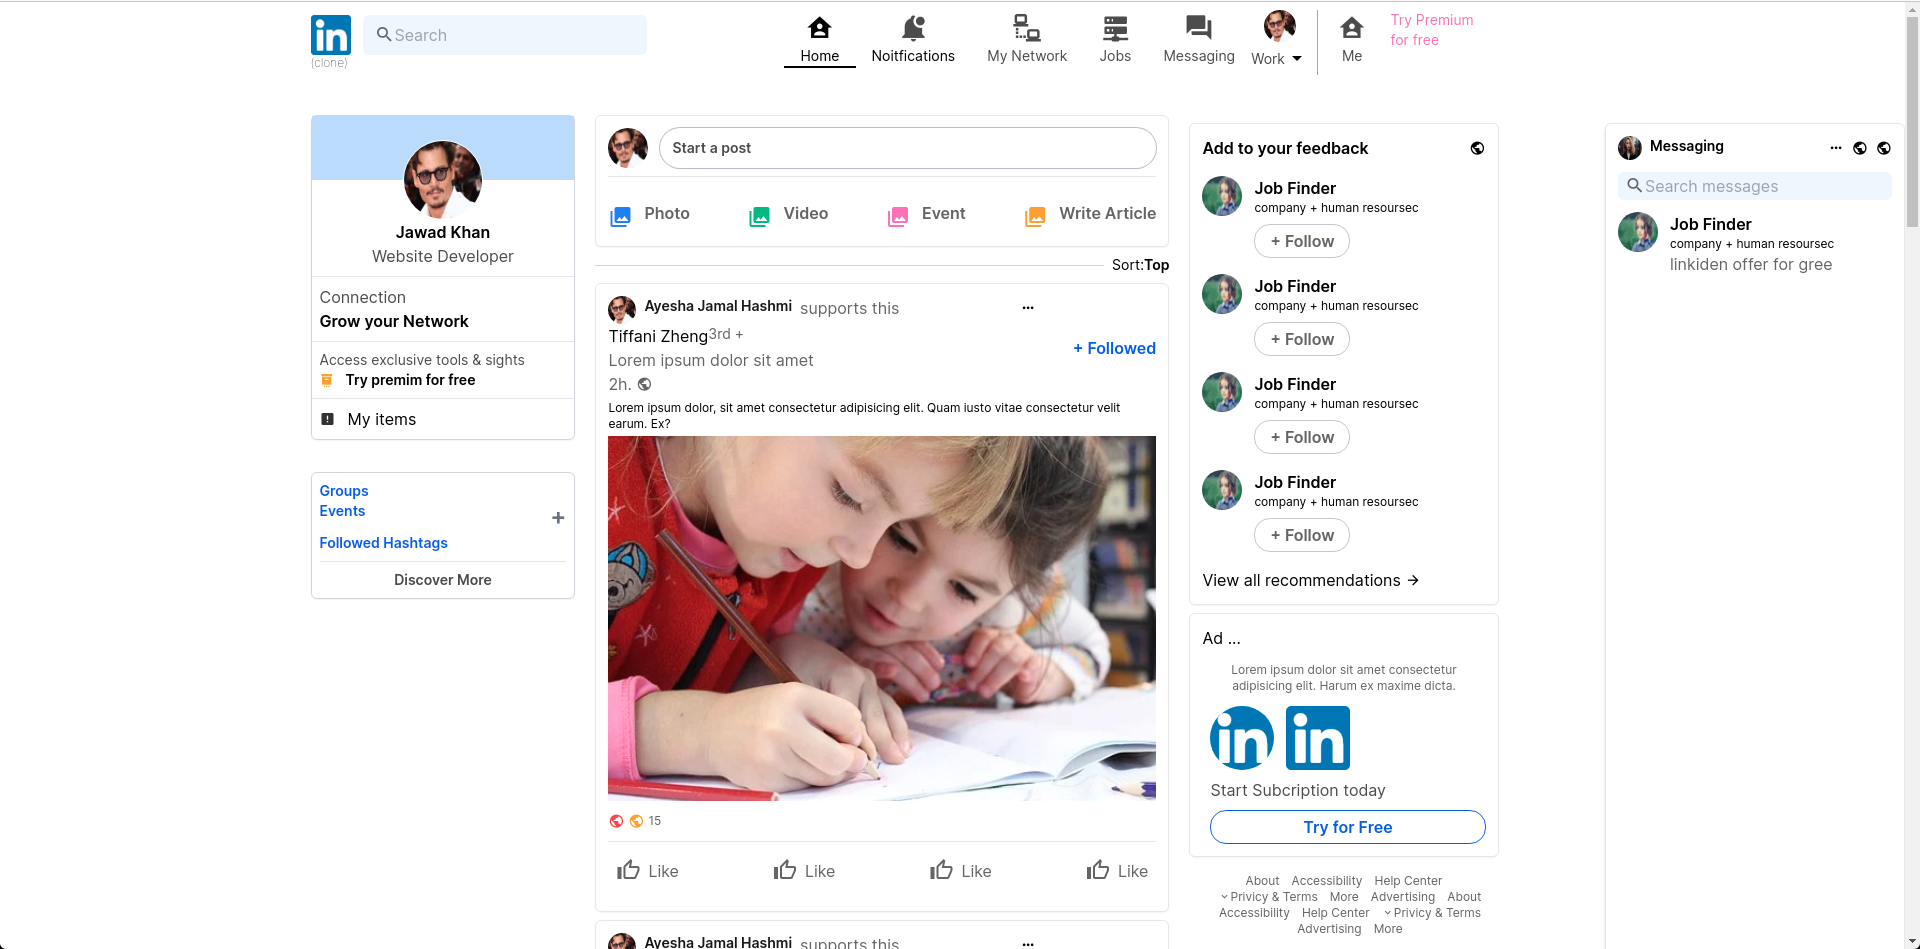 in
(clone)
Search
Home
Noitfications
My Network
Jobs
Messaging
Work
Me
Try Premium
for free
Jawad Khan
Website Developer
Connection
Grow your Network
Access exclusive tools & sights
Try premim for free
My items
Groups
Events
Followed Hashtags
Discover More
Start a post
Photo
Video
Event
Write Article
Sort:Top
Ayesha Jamal Hashmi supports this
Tiffani Zheng3rd +
+ Followed
Lorem ipsum dolor sit amet
2h.
Lorem ipsum dolor, sit amet consectetur adipisicing elit. Quam iusto vitae consectetur velit
earum. Ex?
15
Like
Like
Like
Like
Ayesha Jamal Hashmi supports this
Add to your feedback
Job Finder
company + human resoursec
+ Follow
Job Finder
company + human resoursec
+ Follow
Job Finder
company + human resoursec
+ Follow
Job Finder
company + human resoursec
+ Follow
View all recommendations →
Ad ...
Lorem ipsum dolor sit amet consectetur
adipisicing elit. Harum ex maxime dicta.
in in
Start Subcription today
Try for Free
About Accessibility Help Center
Privicy & Terms More Advertising About
Accessibility Help Center Privicy & Terms
Advertising More
Messaging
Search messages
Job Finder
company + human resoursec
linkiden offer for gree